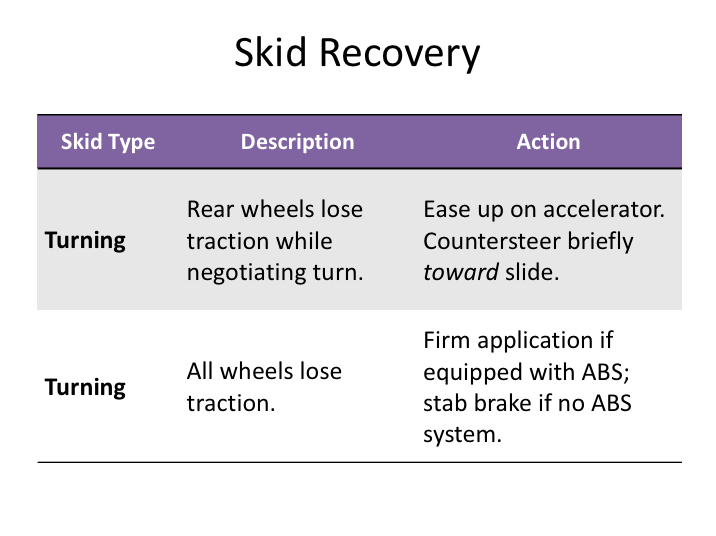 Skid Recovery
Skid Type Description Action
Turning
Rear wheels lose
traction while
negotiating turn.
Ease up on accelerator.
Countersteer briefly
toward slide.
Turning
All wheels lose
traction.
Firm application if
equipped with ABS;
stab brake if no ABS
system.